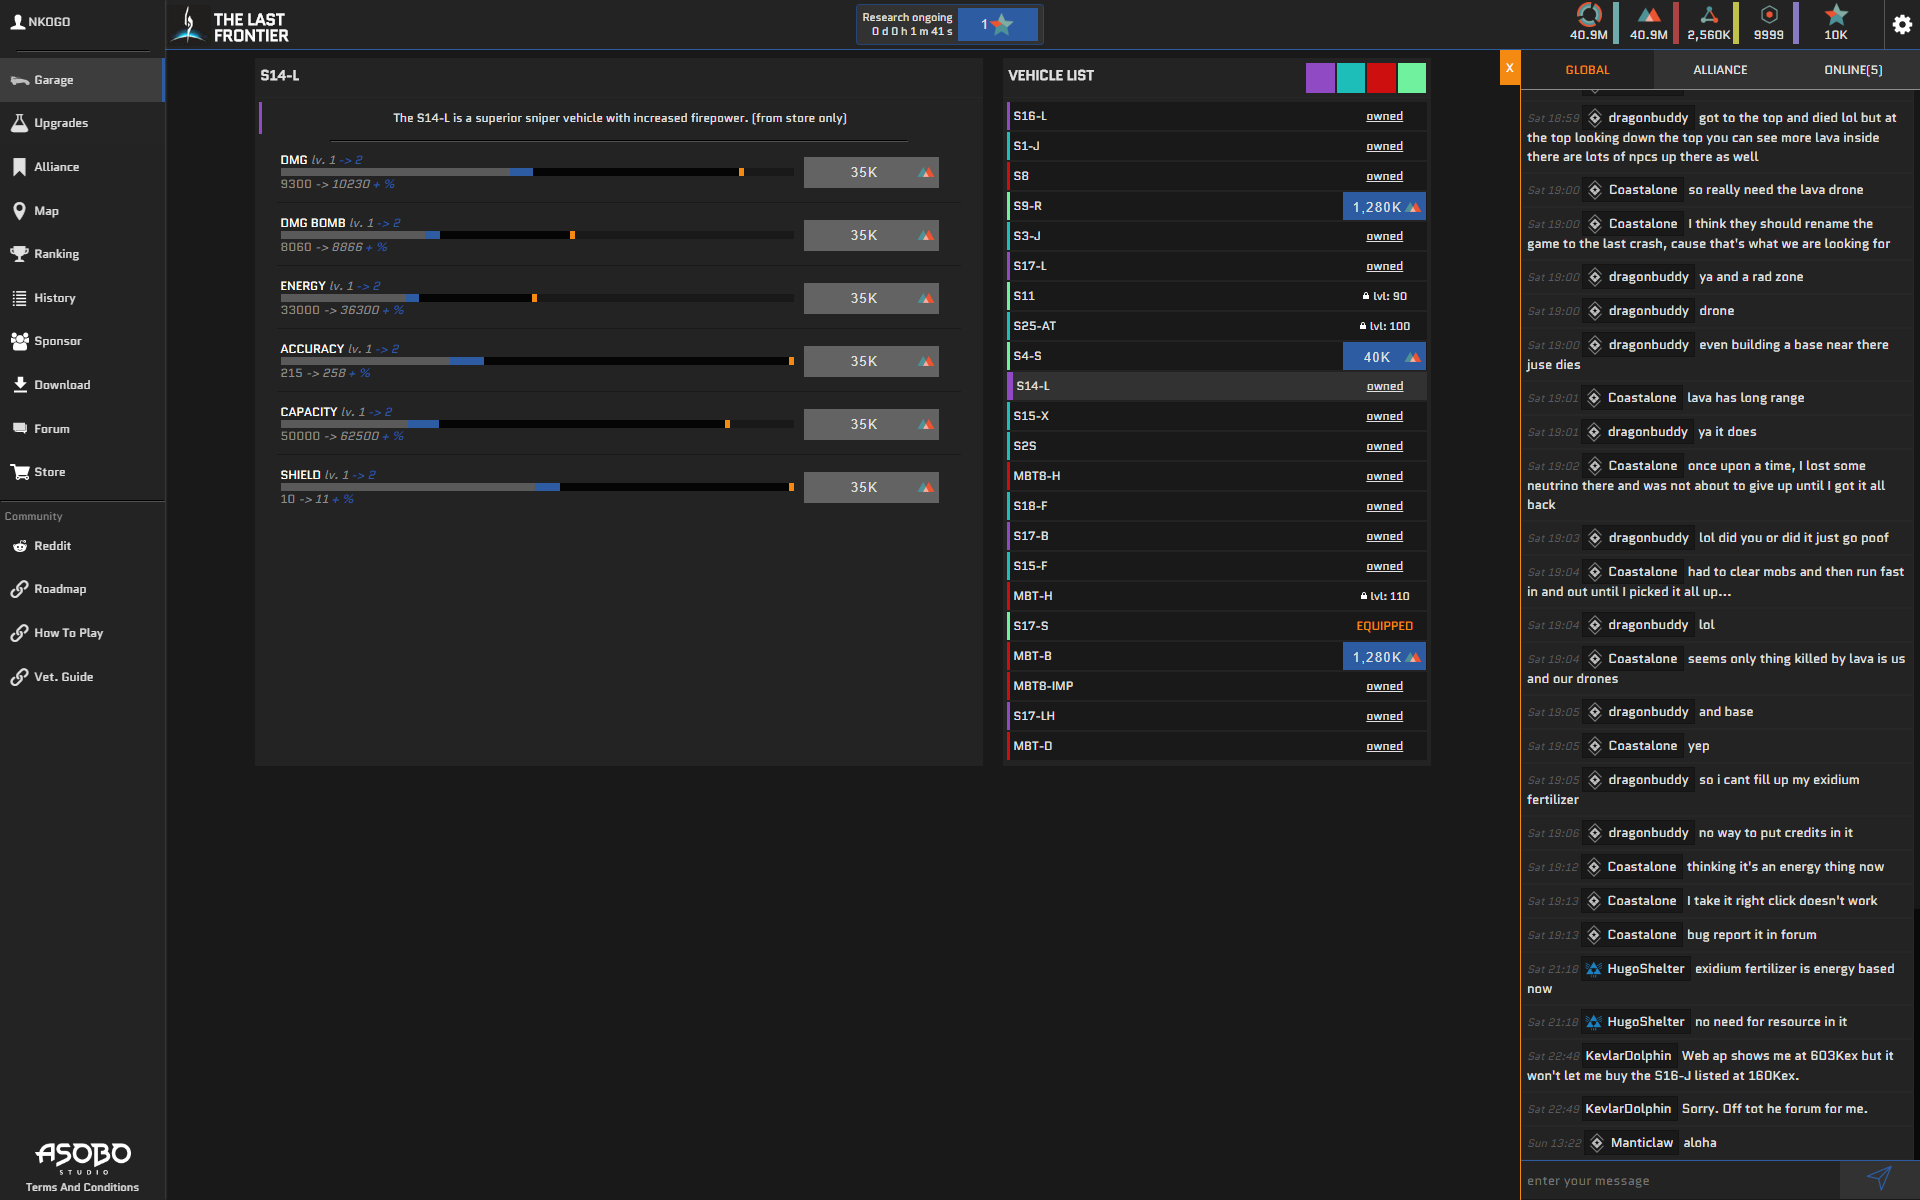 NKOGO
THE LAST
FRONTIER
Research ongoing
0 d 0 h 1 m 41 s
1
40.9M
40.9M
2,560K
9999
10K
Garage
Upgrades
Alliance
Map
Ranking
History
Sponsor
Download
Forum
Store
Community
Reddit
Roadmap
How To Play
Vet. Guide
ASOBO
STUDIO
Terms And Conditions
S14-L
The S14-L is a superior sniper vehicle with increased firepower. (from store only)
DMG lv. 1 -> 2
9300 -> 10230 + %
35K
DMG BOMB lv. 1 -> 2
8060 -> 8866 + %
35K
ENERGY lv. 1 -> 2
33000 -> 36300 + %
35K
ACCURACY lv. 1 -> 2
215 -> 258 + %
35K
CAPACITY lv. 1 -> 2
50000 -> 62500 + %
35K
SHIELD lv. 1 -> 2
10 -> 11 + %
35K
VEHICLE LIST
S16-L owned
S1-J owned
S8 owned
S9-R 1,280K
S3-J owned
S17-L owned
S11 lvl: 90
S25-AT lvl: 100
S4-S 40K
S14-L owned
S15-X owned
S2S owned
MBT8-H owned
S18-F owned
S17-B owned
S15-F owned
MBT-H lvl: 110
S17-S EQUIPPED
MBT-B 1,280K
MBT8-IMP owned
S17-LH owned
MBT-D owned
X
GLOBAL ALLIANCE ONLINE(5)
Sat 18:59 dragonbuddy got to the top and died lol but at
the top looking down the top you can see more lava inside
there are lots of npcs up there as well
Sat 19:00 Coastalone so really need the lava drone
Sat 19:00 Coastalone I think they should rename the
game to the last crash, cause that's what we are looking for
Sat 19:00 dragonbuddy ya and a rad zone
Sat 19:00 dragonbuddy drone
Sat 19:00 dragonbuddy even building a base near there
juse dies
Sat 19:01 Coastalone lava has long range
Sat 19:01 dragonbuddy ya it does
Sat 19:02 Coastalone once upon a time, I lost some
neutrino there and was not about to give up until I got it all
back
Sat 19:03 dragonbuddy lol did you or did it just go poof
Sat 19:04 Coastalone had to clear mobs and then run fast
in and out until I picked it all up...
Sat 19:04 dragonbuddy lol
Sat 19:04 Coastalone seems only thing killed by lava is us
and our drones
Sat 19:05 dragonbuddy and base
Sat 19:05 Coastalone yep
Sat 19:05 dragonbuddy so i cant fill up my exidium
fertilizer
Sat 19:06 dragonbuddy no way to put credits in it
Sat 19:12 Coastalone thinking it's an energy thing now
Sat 19:13 Coastalone I take it right click doesn't work
Sat 19:13 Coastalone bug report it in forum
Sat 21:18 HugoShelter exidium fertilizer is energy based
now
Sat 21:18 HugoShelter no need for resource in it
Sat 22:48 KevlarDolphin Web ap shows me at 603Kex but it
won't let me buy the S16-J listed at 160Kex.
Sat 22:49 KevlarDolphin Sorry. Off tot he forum for me.
Sun 13:22 Manticlaw aloha
enter your message